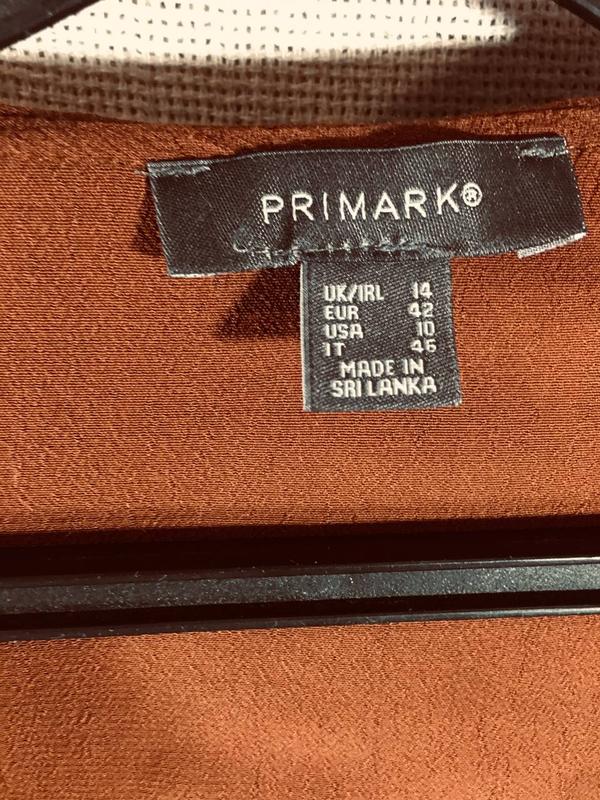 PRIMARK®
UK/IRL 14
EUR 42
USA 10
IT 46
MADE IN
SRI LANKA